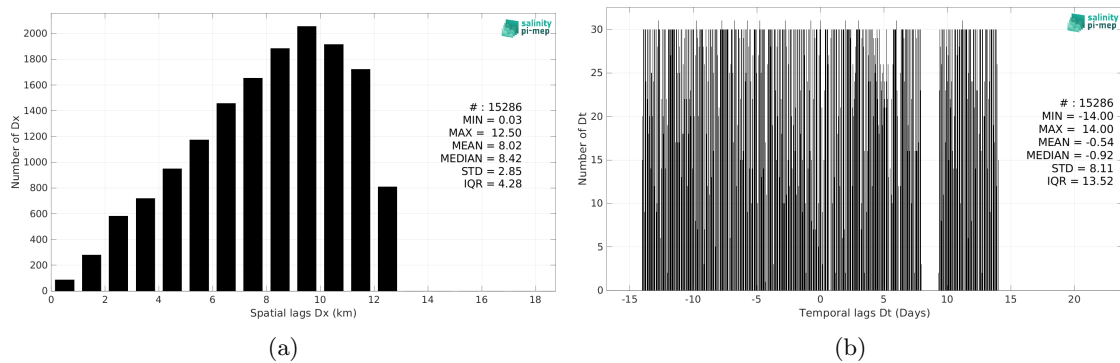 salinity
pi-mep
2000
1800
1600
1400
1200
1000
800
600
400
200
0
Number of Dx
# : 15286
MIN = 0.03
MAX = 12.50
MEAN = 8.02
MEDIAN = 8.42
STD = 2.85
IQR = 4.28
0 2 4 6 8 10 12 14 16 18
Spatial lags Dx (km)
(a)
salinity
pi-mep
30
25
20
15
10
5
0
Number of Dt
# : 15286
MIN = -14.00
MAX = 14.00
MEAN = -0.54
MEDIAN = -0.92
STD = 8.11
IQR = 13.52
-15 -10 -5 0 5 10 15 20
Temporal lags Dt (Days)
(b)